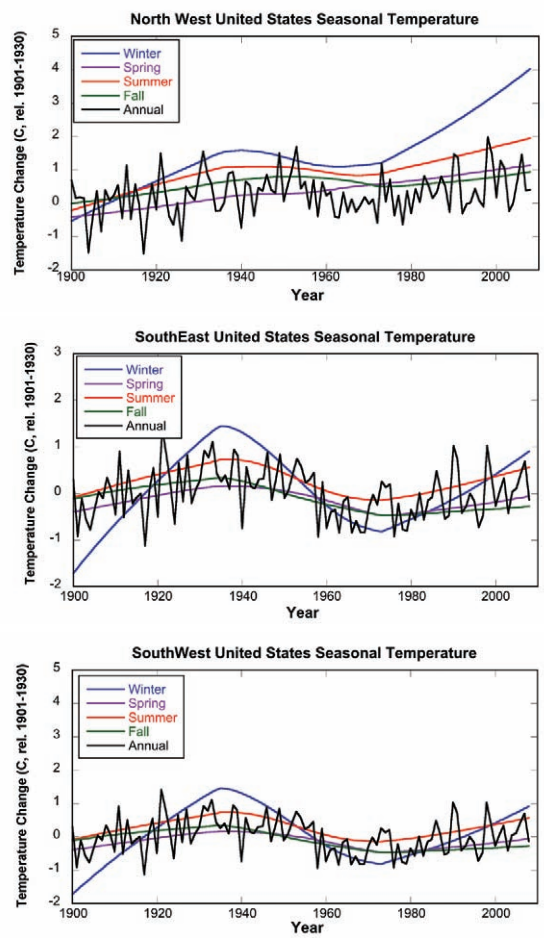 North West United States Seasonal Temperature
Temperature Change (C, rel. 1901-1930)
5
4
3
2
1
0
-1
-2
Winter
Spring
Summer
Fall
Annual
1900 1920 1940 1960 1980 2000
Year
SouthEast United States Seasonal Temperature
Temperature Change (C, rel. 1901-1930)
3
2
1
0
-1
-2
Winter
Spring
Summer
Fall
Annual
1900 1920 1940 1960 1980 2000
Year
SouthWest United States Seasonal Temperature
Temperature Change (C, rel. 1901-1930)
5
4
3
2
1
0
-1
-2
Winter
Spring
Summer
Fall
Annual
1900 1920 1940 1960 1980 2000
Year